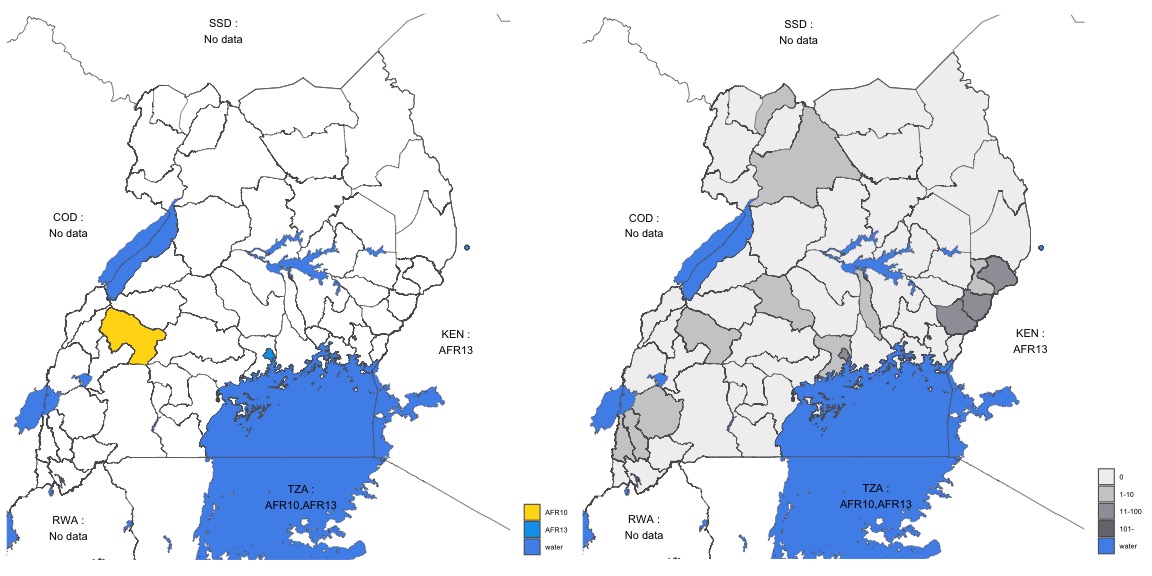 SSD :
No data
COD :
No data
KEN :
AFR13
TZA :
AFR10,AFR13
RWA :
No data
AFR10
AFR13
water
SSD :
No data
COD :
No data
KEN :
AFR13
TZA :
AFR10,AFR13
RWA :
No data
0
1-10
11-100
101-
water